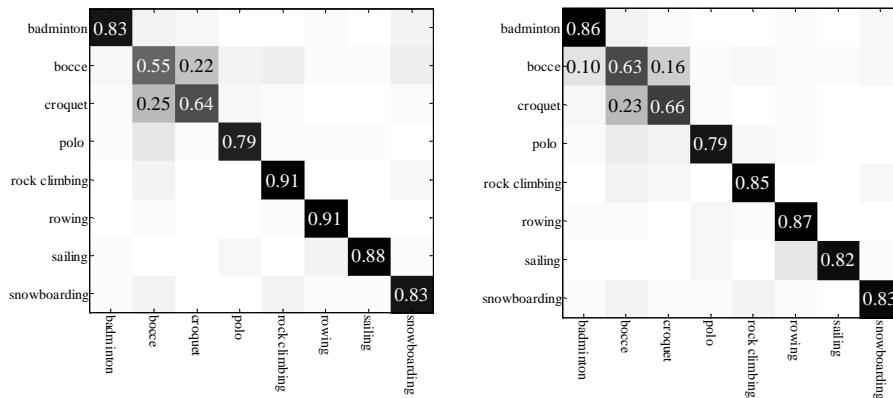 badminton 0.83
bocce 0.55 0.22
croquet 0.25 0.64
polo 0.79
rock climbing 0.91
rowing 0.91
sailing 0.88
snowboarding 0.83
badminton bocce croquet polo rock climbing rowing sailing snowboarding
badminton 0.86
bocce 0.10 0.63 0.16
croquet 0.23 0.66
polo 0.79
rock climbing 0.85
rowing 0.87
sailing 0.82
snowboarding 0.83
badminton bocce croquet polo rock climbing rowing sailing snowboarding